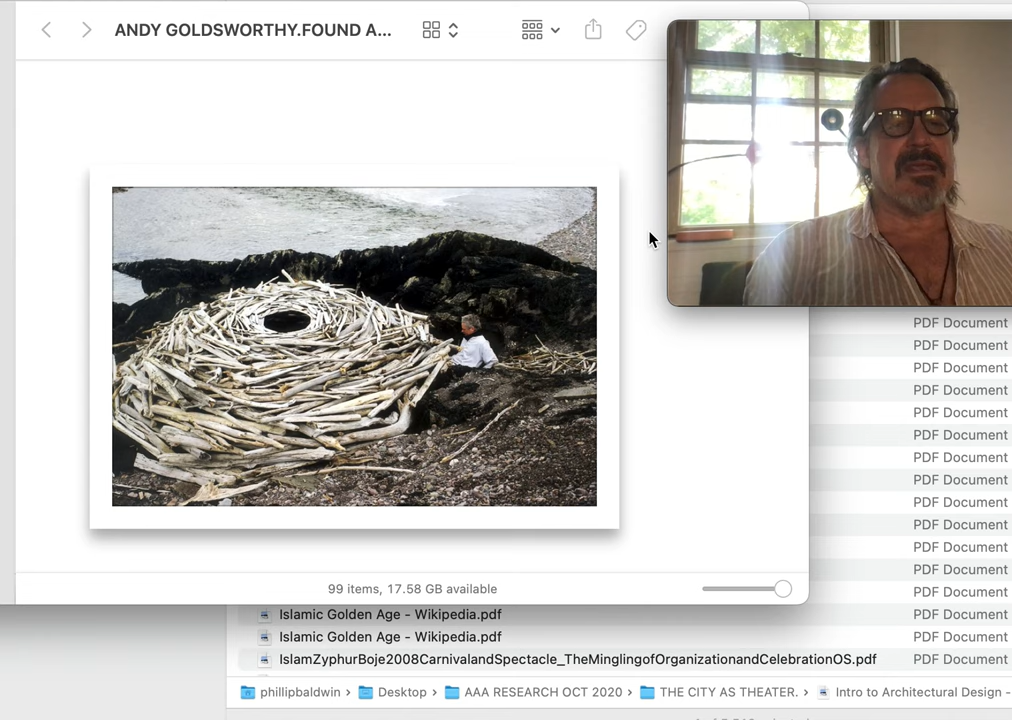 ANDY GOLDSWORTHY.FOUND A...
PDF Document
PDF Document
PDF Document
PDF Document
PDF Document
PDF Document
PDF Document
PDF Document
PDF Document
PDF Document
PDF Document
PDF Document
PDF Document
99 items, 17.58 GB available
Islamic Golden Age - Wikipedia.pdf PDF Document
Islamic Golden Age - Wikipedia.pdf PDF Document
IslamZyphurBoje2008CarnivalandSpectacle_TheMinglingofOrganizationandCelebrationOS.pdf PDF Document
phillipbaldwin › Desktop › AAA RESEARCH OCT 2020 › THE CITY AS THEATER. › Intro to Architectural Design -